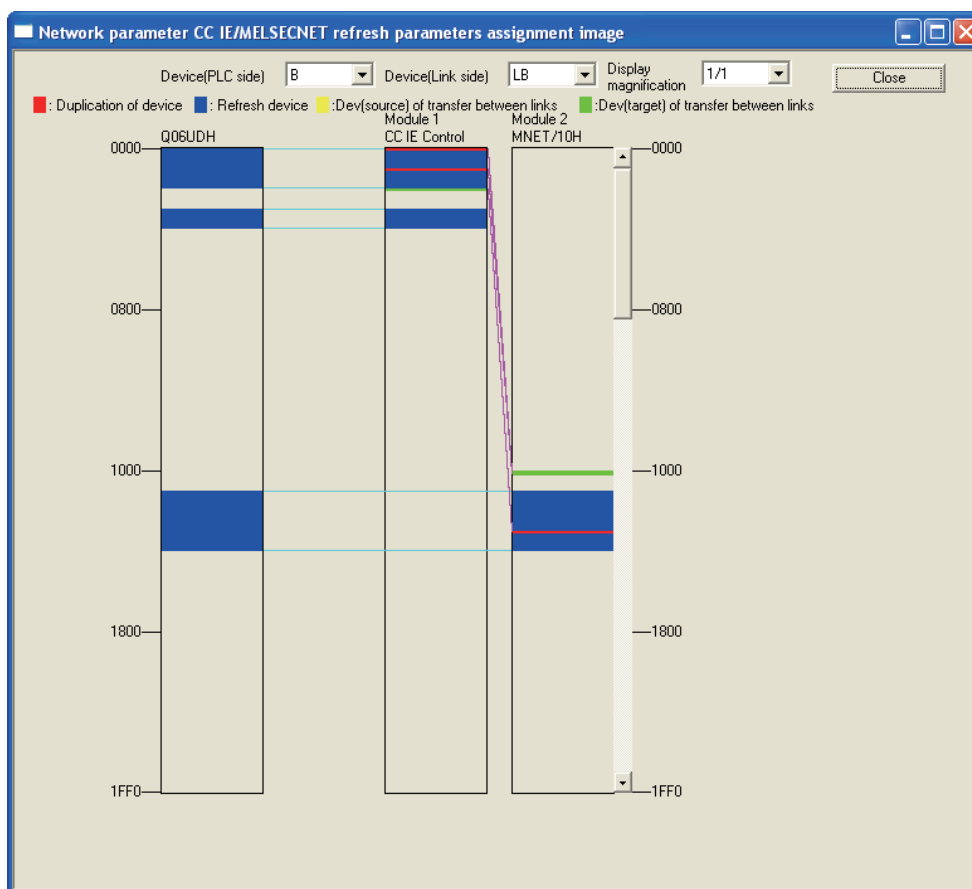 Network parameter CC IE/MELSECNET refresh parameters assignment image
Device(PLC side) B Device(Link side) LB Display magnification 1/1 Close
: Duplication of device : Refresh device :Dev(source) of transfer between links :Dev(target) of transfer between links
Module 1 Module 2
Q06UDH CC IE Control MNET/10H
0000 0000
0800 0800
1000 1000
1800 1800
1FF0 1FF0